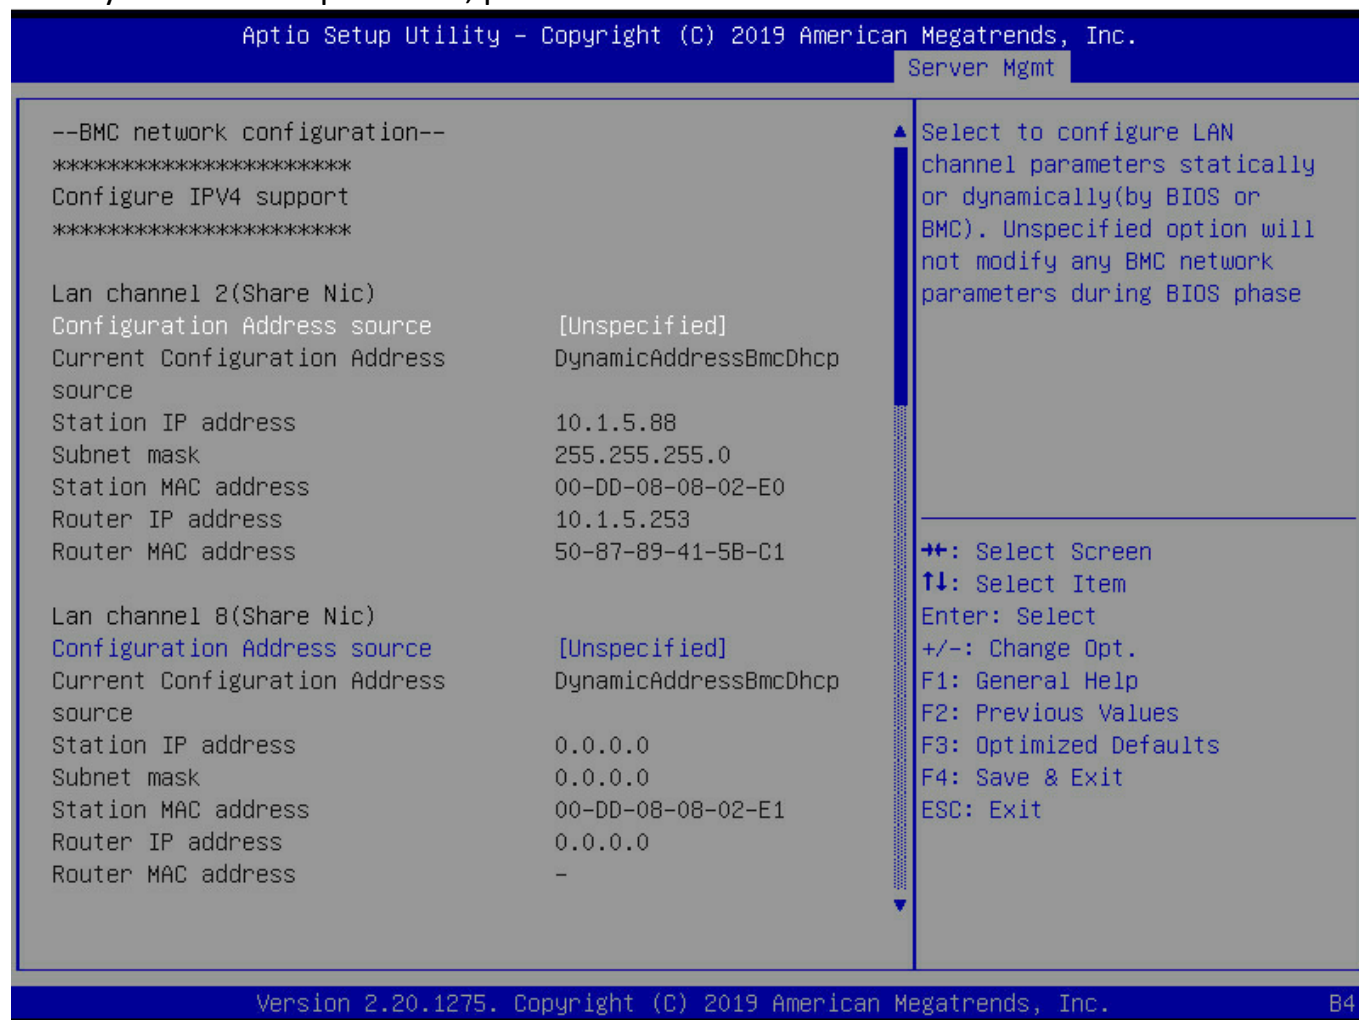 Aptio Setup Utility – Copyright (C) 2019 American Megatrends, Inc.
Server Mgmt
--BMC network configuration--
**********************
Configure IPV4 support
**********************
Lan channel 2(Share Nic)
Configuration Address source [Unspecified]
Current Configuration Address DynamicAddressBmcDhcp
source
Station IP address 10.1.5.88
Subnet mask 255.255.255.0
Station MAC address 00-DD-08-08-02-E0
Router IP address 10.1.5.253
Router MAC address 50-87-89-41-5B-C1
Lan channel 8(Share Nic)
Configuration Address source [Unspecified]
Current Configuration Address DynamicAddressBmcDhcp
source
Station IP address 0.0.0.0
Subnet mask 0.0.0.0
Station MAC address 00-DD-08-08-02-E1
Router IP address 0.0.0.0
Router MAC address –
Select to configure LAN
channel parameters statically
or dynamically(by BIOS or
BMC). Unspecified option will
not modify any BMC network
parameters during BIOS phase
→←: Select Screen
↑↓: Select Item
Enter: Select
+/-: Change Opt.
F1: General Help
F2: Previous Values
F3: Optimized Defaults
F4: Save & Exit
ESC: Exit
Version 2.20.1275. Copyright (C) 2019 American Megatrends, Inc.
B4